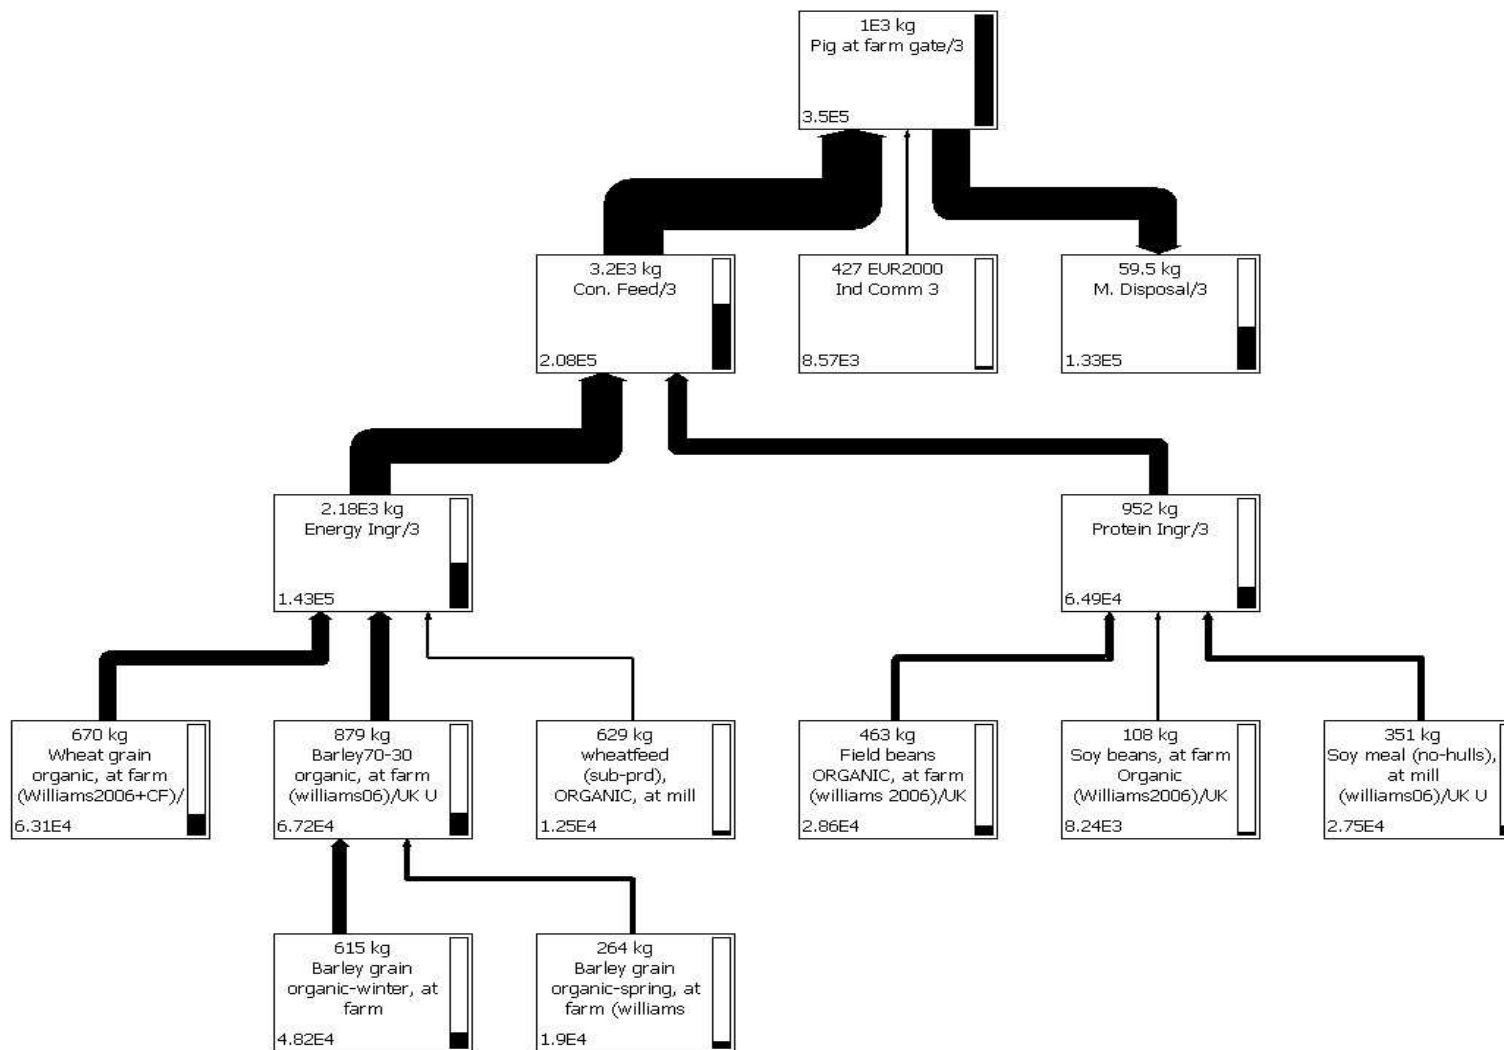 1E3 kg
Pig at farm gate/3
3.5E5
3.2E3 kg
Con. Feed/3
2.08E5
427 EUR2000
Ind Comm 3
8.57E3
59.5 kg
M. Disposal/3
1.33E5
2.18E3 kg
Energy Ingr/3
1.43E5
952 kg
Protein Ingr/3
6.49E4
670 kg
Wheat grain
organic, at farm
(Williams2006+CF)/
6.31E4
879 kg
Barley70-30
organic, at farm
(williams06)/UK U
6.72E4
629 kg
wheatfeed
(sub-prd),
ORGANIC, at mill
1.25E4
463 kg
Field beans
ORGANIC, at farm
(williams 2006)/UK
2.86E4
108 kg
Soy beans, at farm
Organic
(Williams2006)/UK
8.24E3
351 kg
Soy meal (no-hulls),
at mill
(williams06)/UK U
2.75E4
615 kg
Barley grain
organic-winter, at
farm
4.82E4
264 kg
Barley grain
organic-spring, at
farm (williams
1.9E4